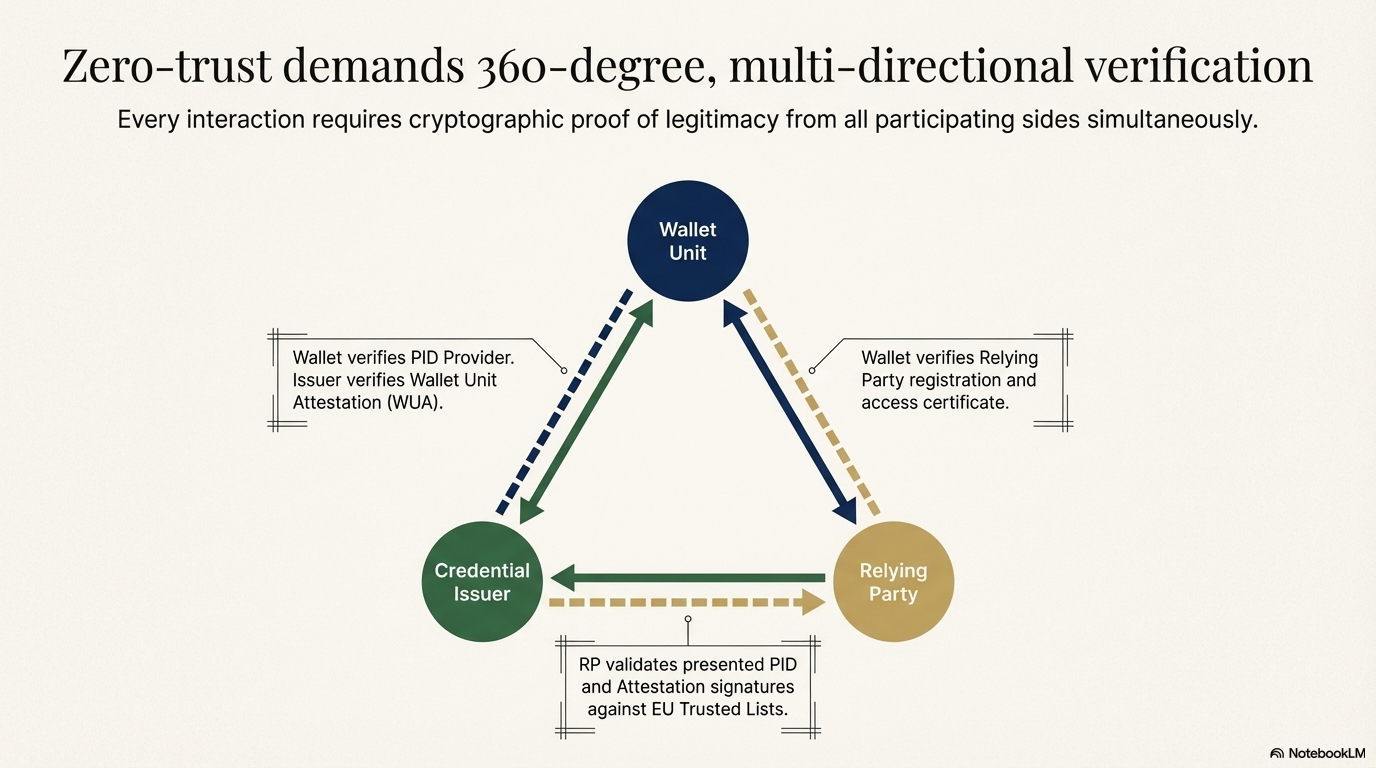 Zero-trust demands 360-degree, multi-directional verification
Every interaction requires cryptographic proof of legitimacy from all participating sides simultaneously.
Wallet
Unit
Wallet verifies PID Provider.
Issuer verifies Wallet Unit
Attestation (WUA).
Wallet verifies Relying
Party registration and
access certificate.
Credential
Issuer
Relying
Party
RP validates presented PID
and Attestation signatures
against EU Trusted Lists.
NotebookLM